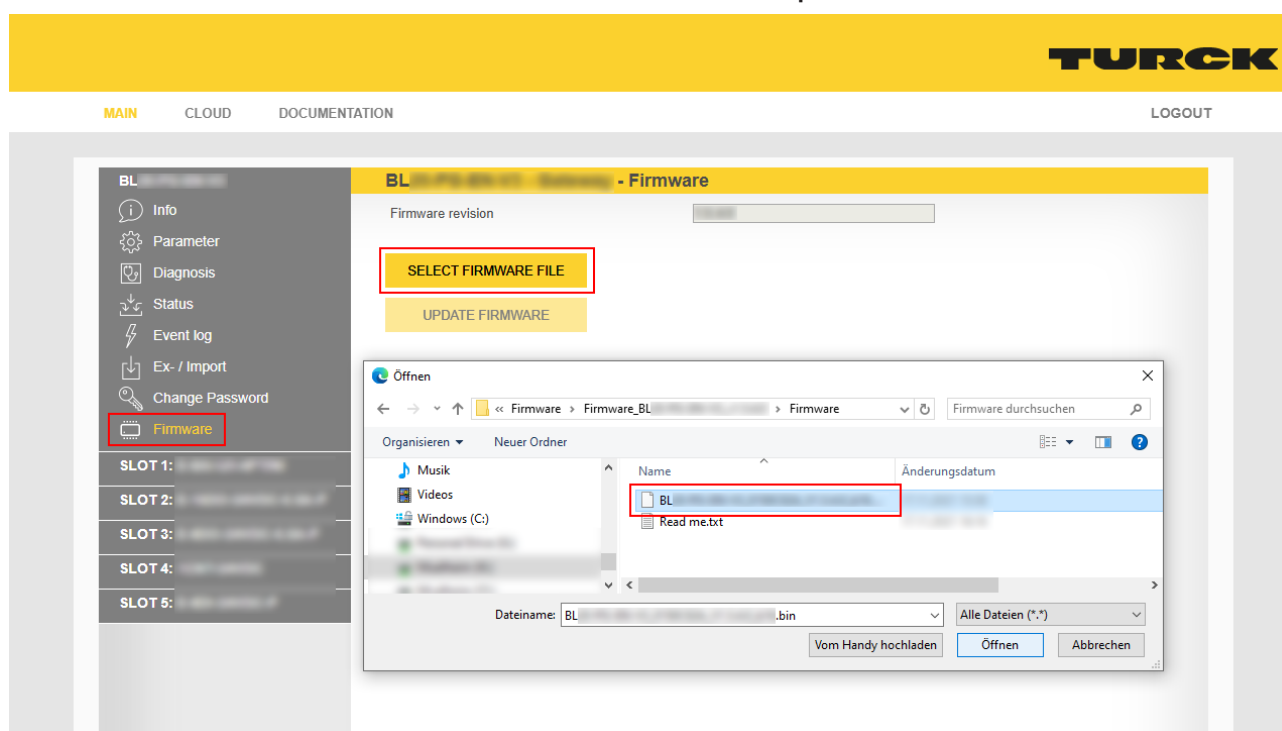 TURCK
MAIN CLOUD DOCUMENTATION LOGOUT
BL
Info
Parameter
Diagnosis
Status
Event log
Ex- / Import
Change Password
Firmware
SLOT 1:
SLOT 2:
SLOT 3:
SLOT 4:
SLOT 5:
BL - Firmware
Firmware revision
SELECT FIRMWARE FILE
UPDATE FIRMWARE
Öffnen
« Firmware › Firmware_BL › Firmware
Firmware durchsuchen
Organisieren Neuer Ordner
Musik
Videos
Windows (C:)
Name Änderungsdatum
BL
Read me.txt
Dateiname: BL .bin Alle Dateien (*.*)
Vom Handy hochladen Öffnen Abbrechen